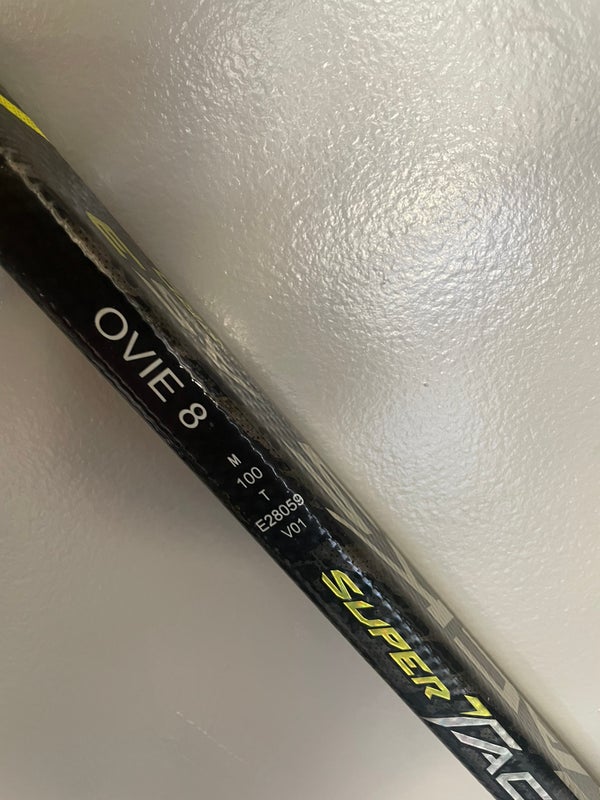 OVIE 8
M
100
T
E28059
V01
SUPER TAC